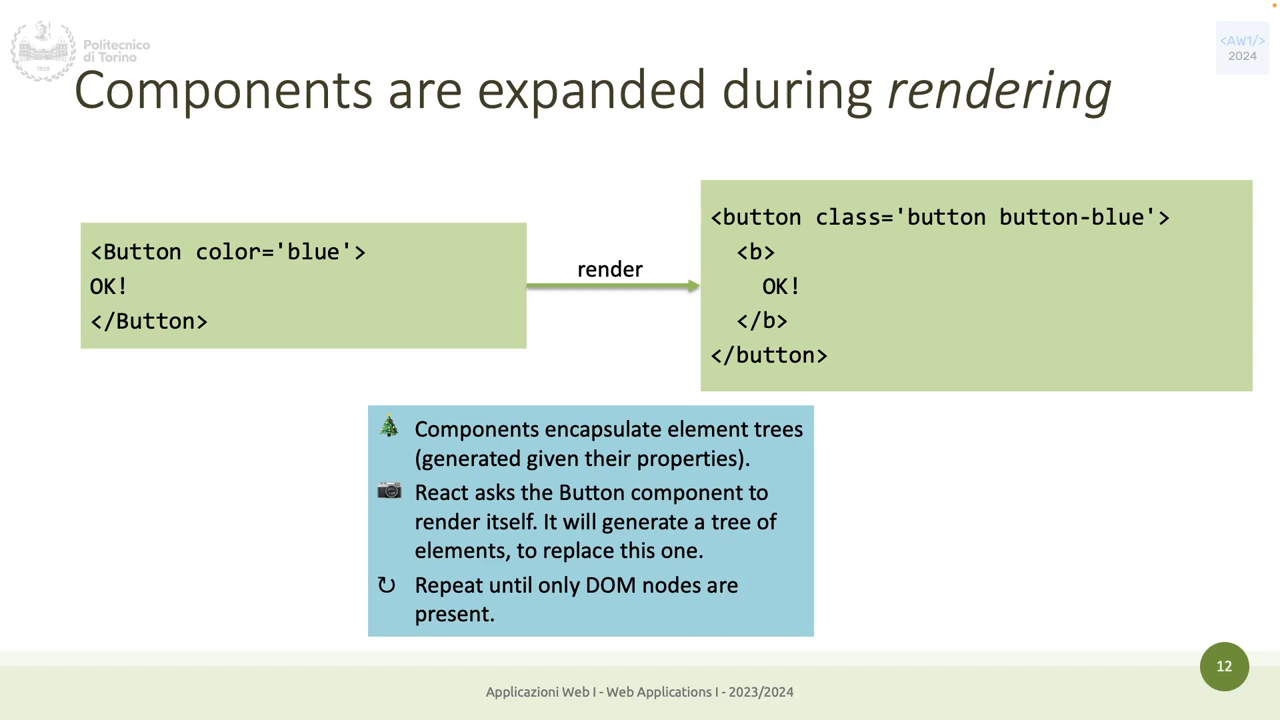 Politecnico
di Torino
1859
<AW1/>
2024
Components are expanded during rendering
<Button color='blue'>
OK!
</Button>
render
<button class='button button-blue'>
<b>
OK!
</b>
</button>
Components encapsulate element trees
(generated given their properties).
React asks the Button component to
render itself. It will generate a tree of
elements, to replace this one.
Repeat until only DOM nodes are
present.
12
Applicazioni Web I - Web Applications I - 2023/2024